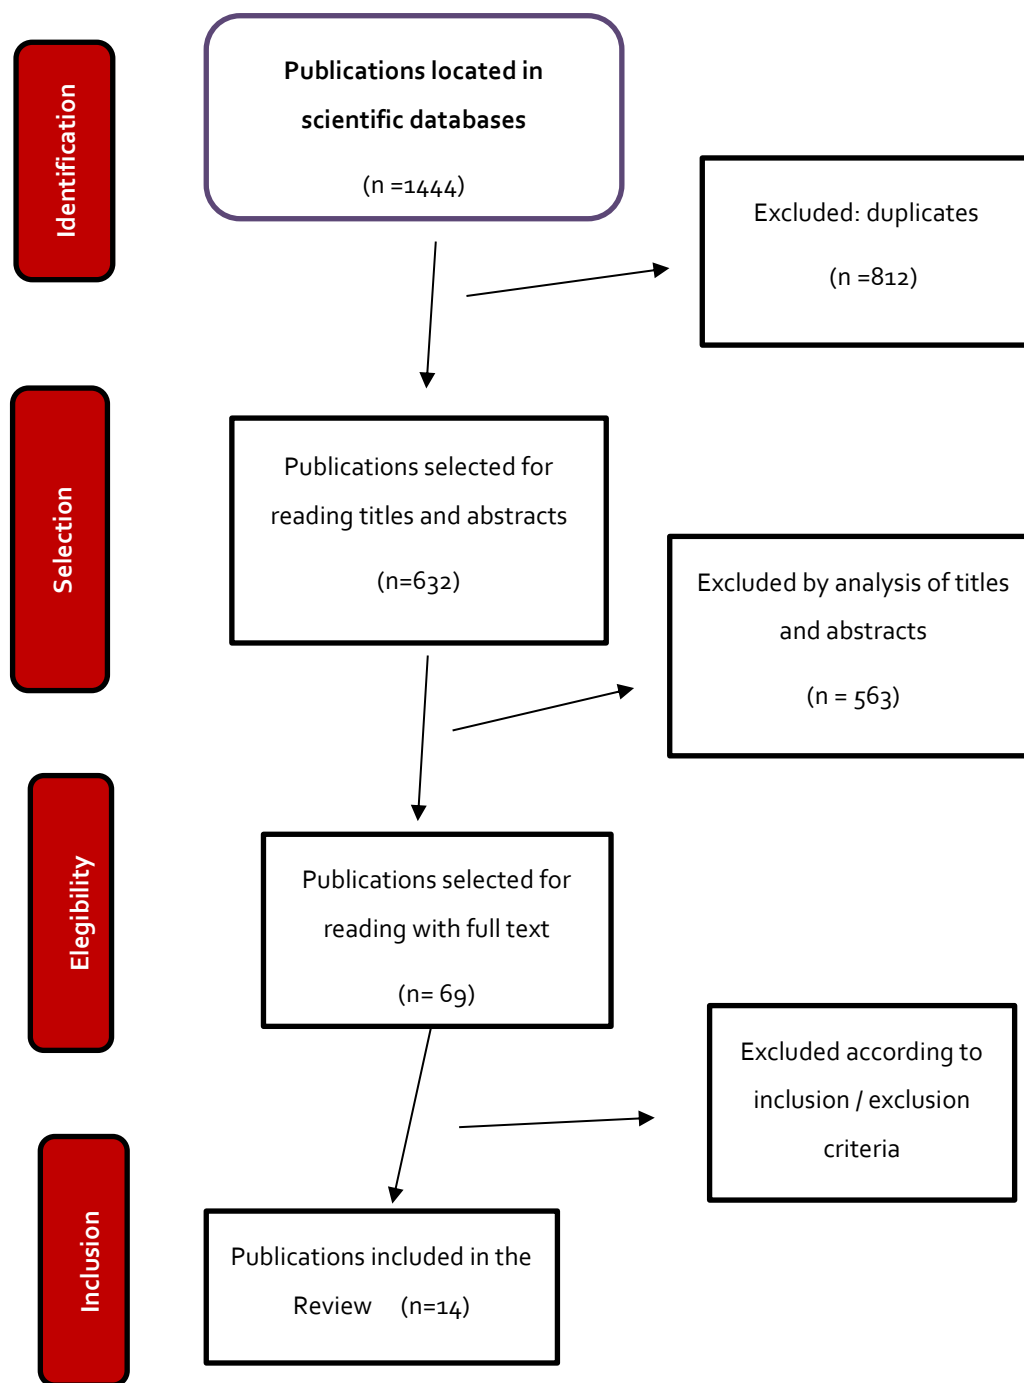 Identification
Publications located in
scientific databases
(n =1444)
Excluded: duplicates
(n =812)
Selection
Publications selected for
reading titles and abstracts
(n=632)
Excluded by analysis of titles
and abstracts
(n = 563)
Elegibility
Publications selected for
reading with full text
(n= 69)
Excluded according to
inclusion / exclusion
criteria
Inclusion
Publications included in the
Review (n=14)